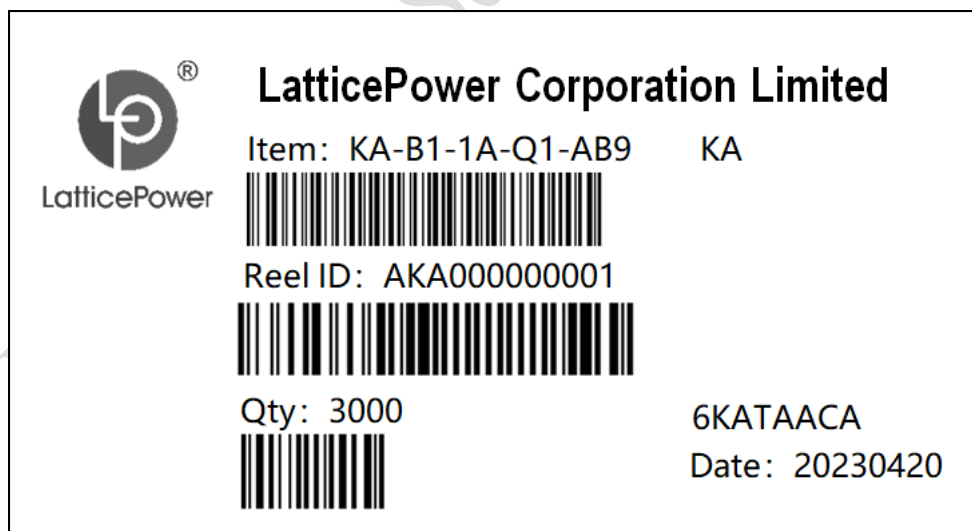 ®
LatticePower Corporation Limited
LatticePower
Item: KA-B1-1A-Q1-AB9 KA
Reel ID: AKA000000001
Qty: 3000
6KATAACA
Date: 20230420